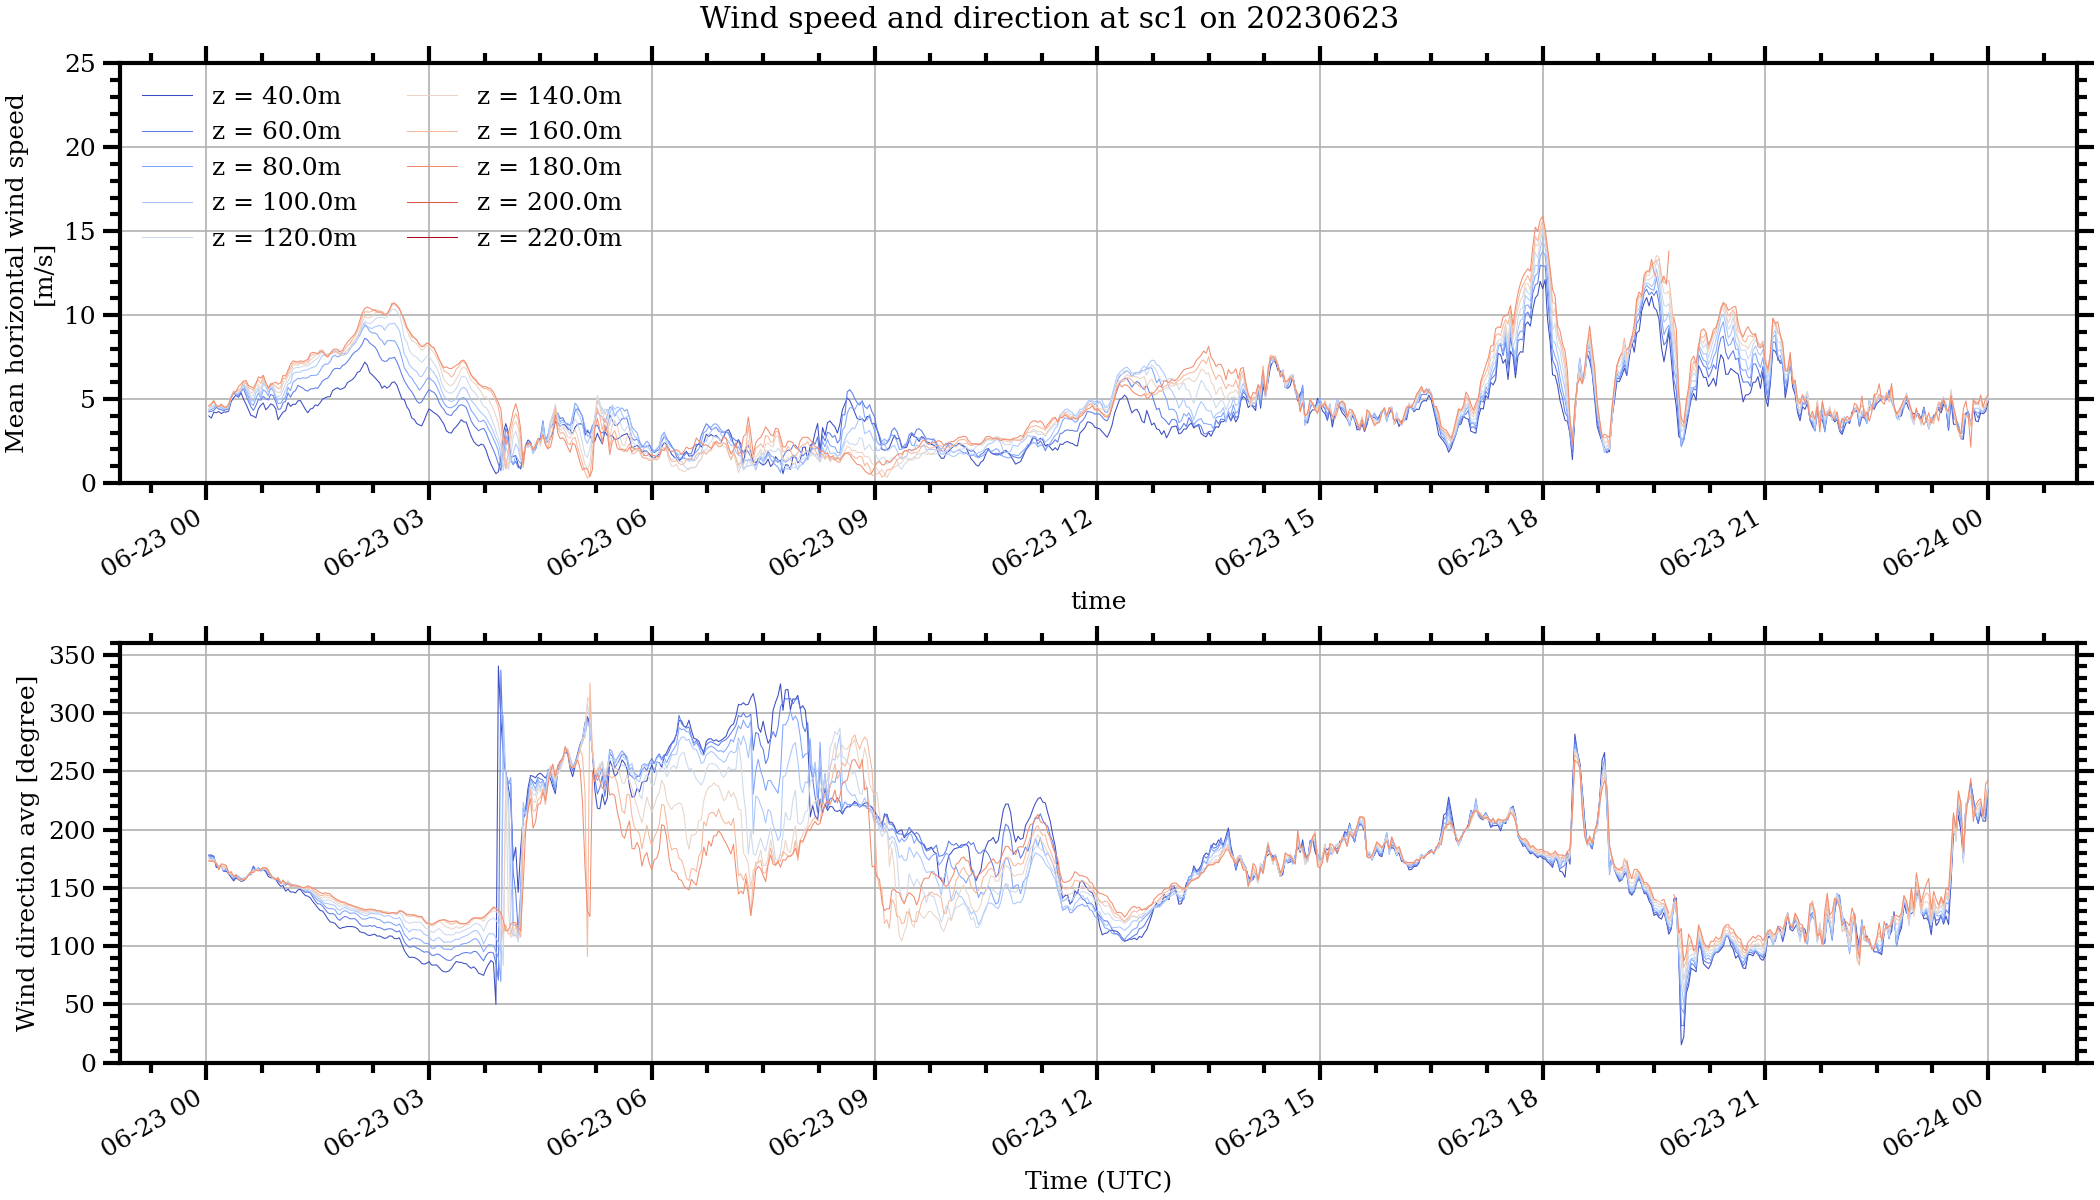 Wind speed and direction at sc1 on 20230623
Mean horizontal wind speed
[m/s]
25
20
15
10
5
0
z = 40.0m
z = 60.0m
z = 80.0m
z = 100.0m
z = 120.0m
z = 140.0m
z = 160.0m
z = 180.0m
z = 200.0m
z = 220.0m
06-23 00
06-23 03
06-23 06
06-23 09
06-23 12
06-23 15
06-23 18
06-23 21
06-24 00
time
Wind direction avg [degree]
350
300
250
200
150
100
50
0
06-23 00
06-23 03
06-23 06
06-23 09
06-23 12
06-23 15
06-23 18
06-23 21
06-24 00
Time (UTC)